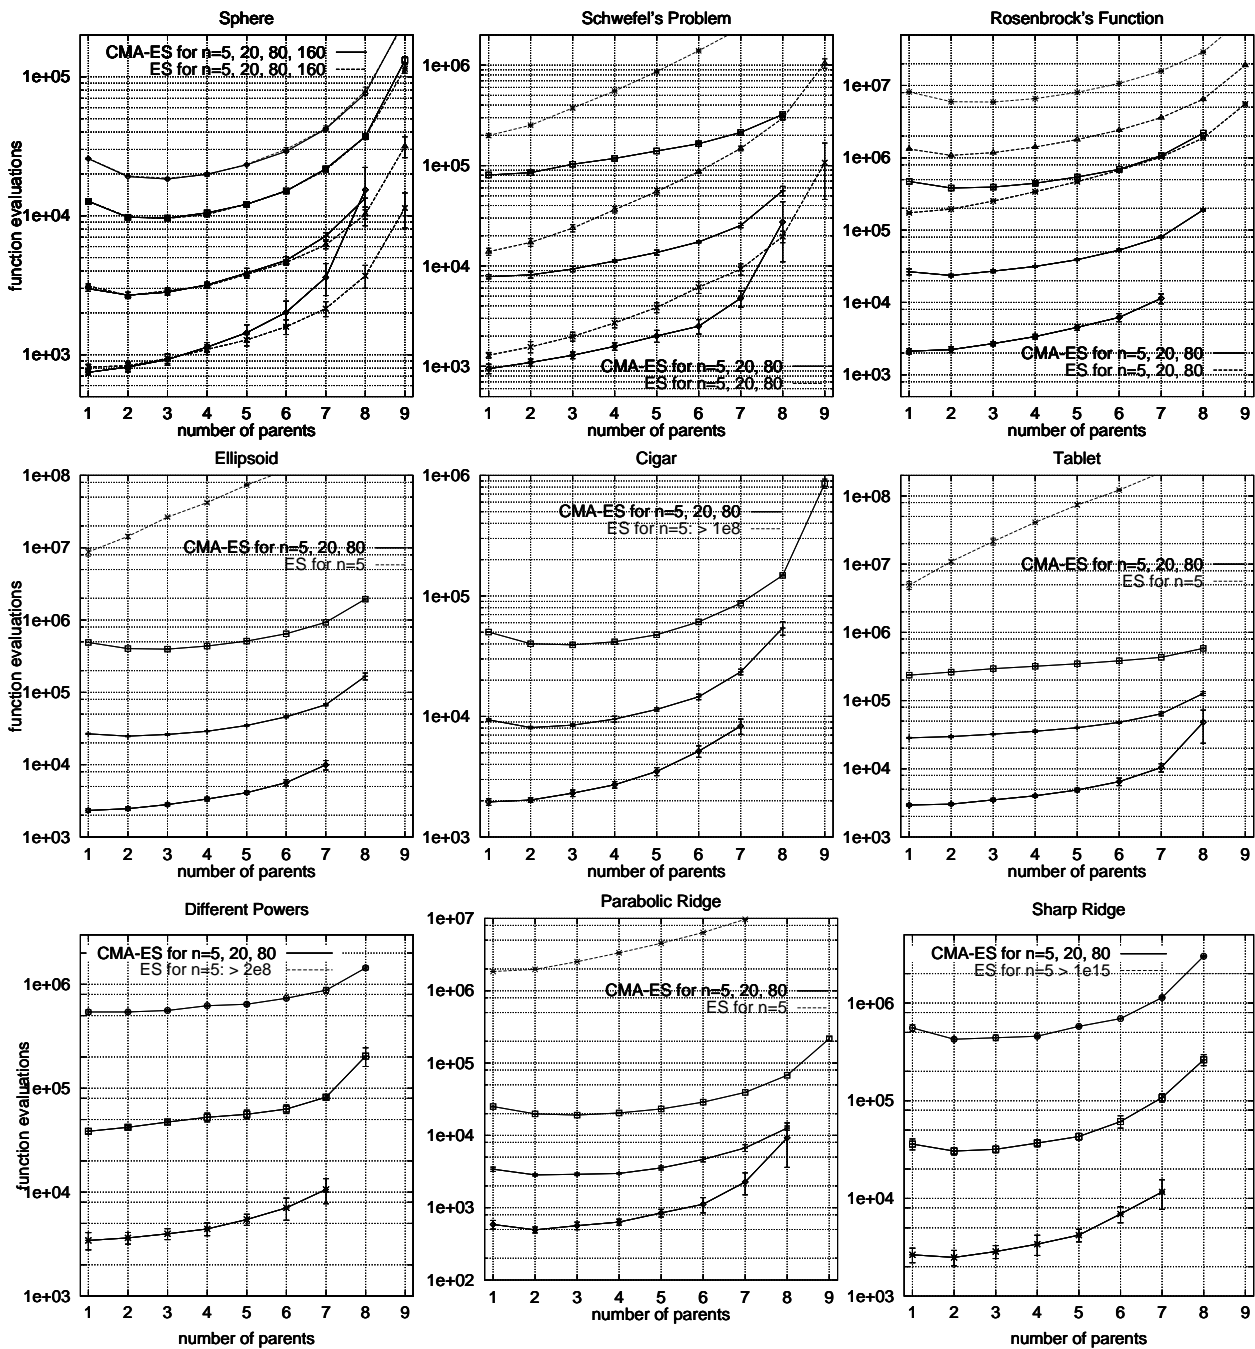 Sphere
CMA-ES for n=5, 20, 80, 160
ES for n=5, 20, 80, 160
1e+05
1e+04
1e+03
function evaluations
1 2 3 4 5 6 7 8 9
number of parents
Schwefel's Problem
1e+06
1e+05
1e+04
1e+03
CMA-ES for n=5, 20, 80
ES for n=5, 20, 80
1 2 3 4 5 6 7 8 9
number of parents
Rosenbrock's Function
1e+07
1e+06
1e+05
1e+04
1e+03
CMA-ES for n=5, 20, 80
ES for n=5, 20, 80
1 2 3 4 5 6 7 8 9
number of parents
Ellipsoid
1e+08
1e+07
1e+06
1e+05
1e+04
1e+03
CMA-ES for n=5, 20, 80
ES for n=5
function evaluations
1 2 3 4 5 6 7 8 9
number of parents
Cigar
1e+06
1e+05
1e+04
1e+03
CMA-ES for n=5, 20, 80
ES for n=5: > 1e8
1 2 3 4 5 6 7 8 9
number of parents
Tablet
1e+08
1e+07
1e+06
1e+05
1e+04
1e+03
CMA-ES for n=5, 20, 80
ES for n=5
1 2 3 4 5 6 7 8 9
number of parents
Different Powers
CMA-ES for n=5, 20, 80
ES for n=5: > 2e8
1e+06
1e+05
1e+04
1e+03
function evaluations
1 2 3 4 5 6 7 8 9
number of parents
Parabolic Ridge
1e+07
1e+06
1e+05
1e+04
1e+03
1e+02
CMA-ES for n=5, 20, 80
ES for n=5
1 2 3 4 5 6 7 8 9
number of parents
Sharp Ridge
CMA-ES for n=5, 20, 80
ES for n=5 > 1e15
1e+06
1e+05
1e+04
1e+03
1 2 3 4 5 6 7 8 9
number of parents